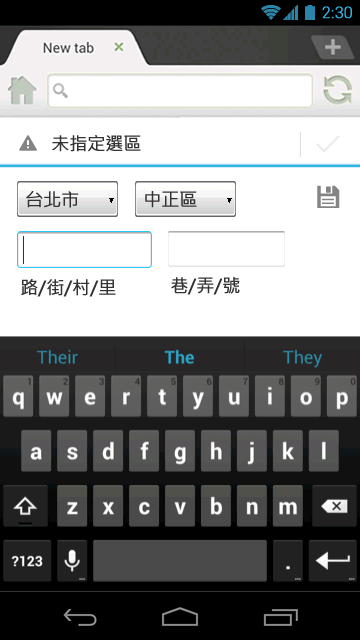 2:30
New tab
未指定選區
台北市 中正區
路/街/村/里 巷/弄/號
Their The They
1 2 3 4 5 6 7 8 9 0
q w e r t y u i o p
a s d f g h j k l
z x c v b n m
?123 ... . ... ...